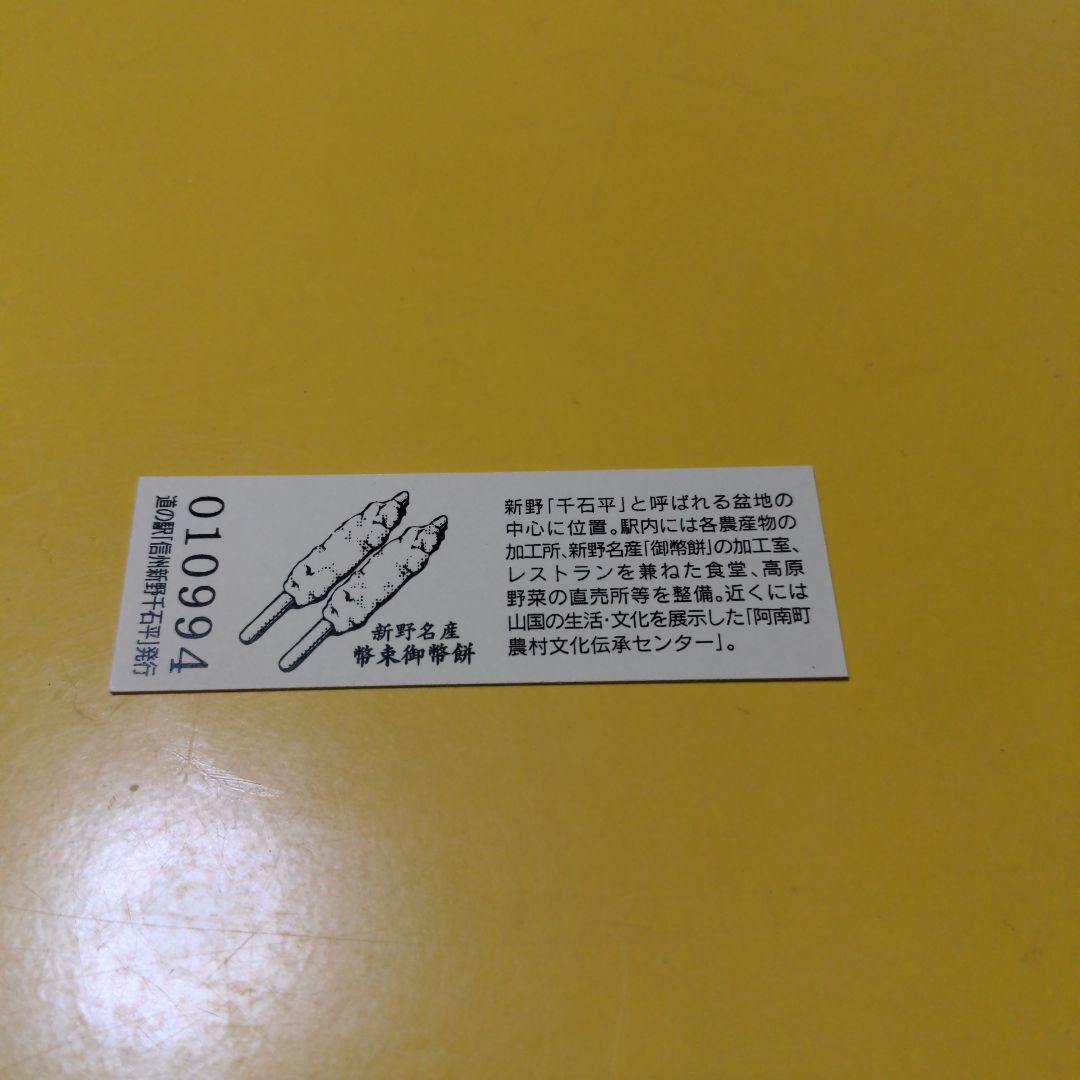 道の駅「信州新野千石平」発行
010994
新野名産
幣束御幣餅
新野「千石平」と呼ばれる盆地の
中心に位置。駅内には各農産物の
加工所、新野名産「御幣餅」の加工室、
レストランを兼ねた食堂、高原
野菜の直売所等を整備。近くには
山国の生活・文化を展示した「阿南町
農村文化伝承センター」。